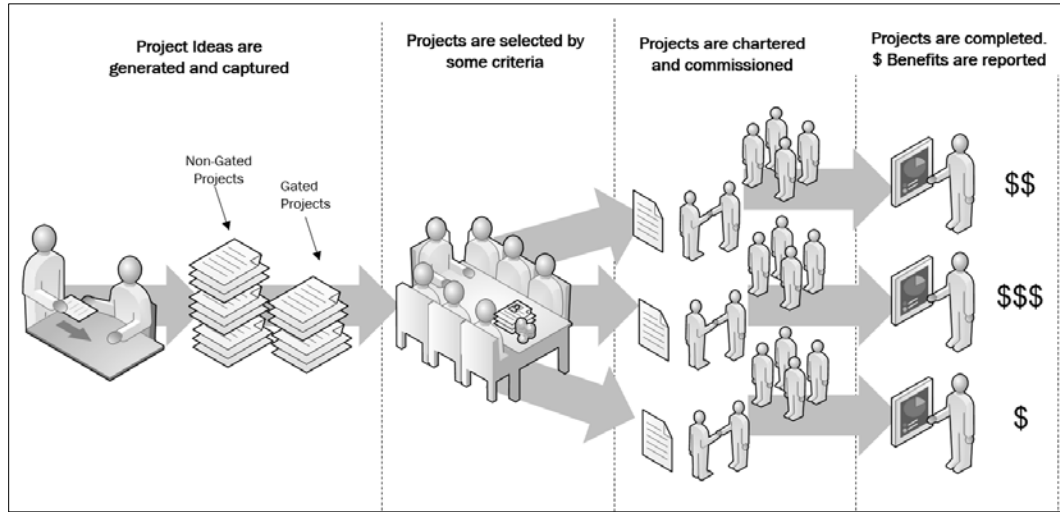 Project Ideas are
generated and captured
Projects are selected by
some criteria
Projects are chartered
and commissioned
Projects are completed.
$ Benefits are reported
Non-Gated
Projects
Gated
Projects
$$
$$$
$